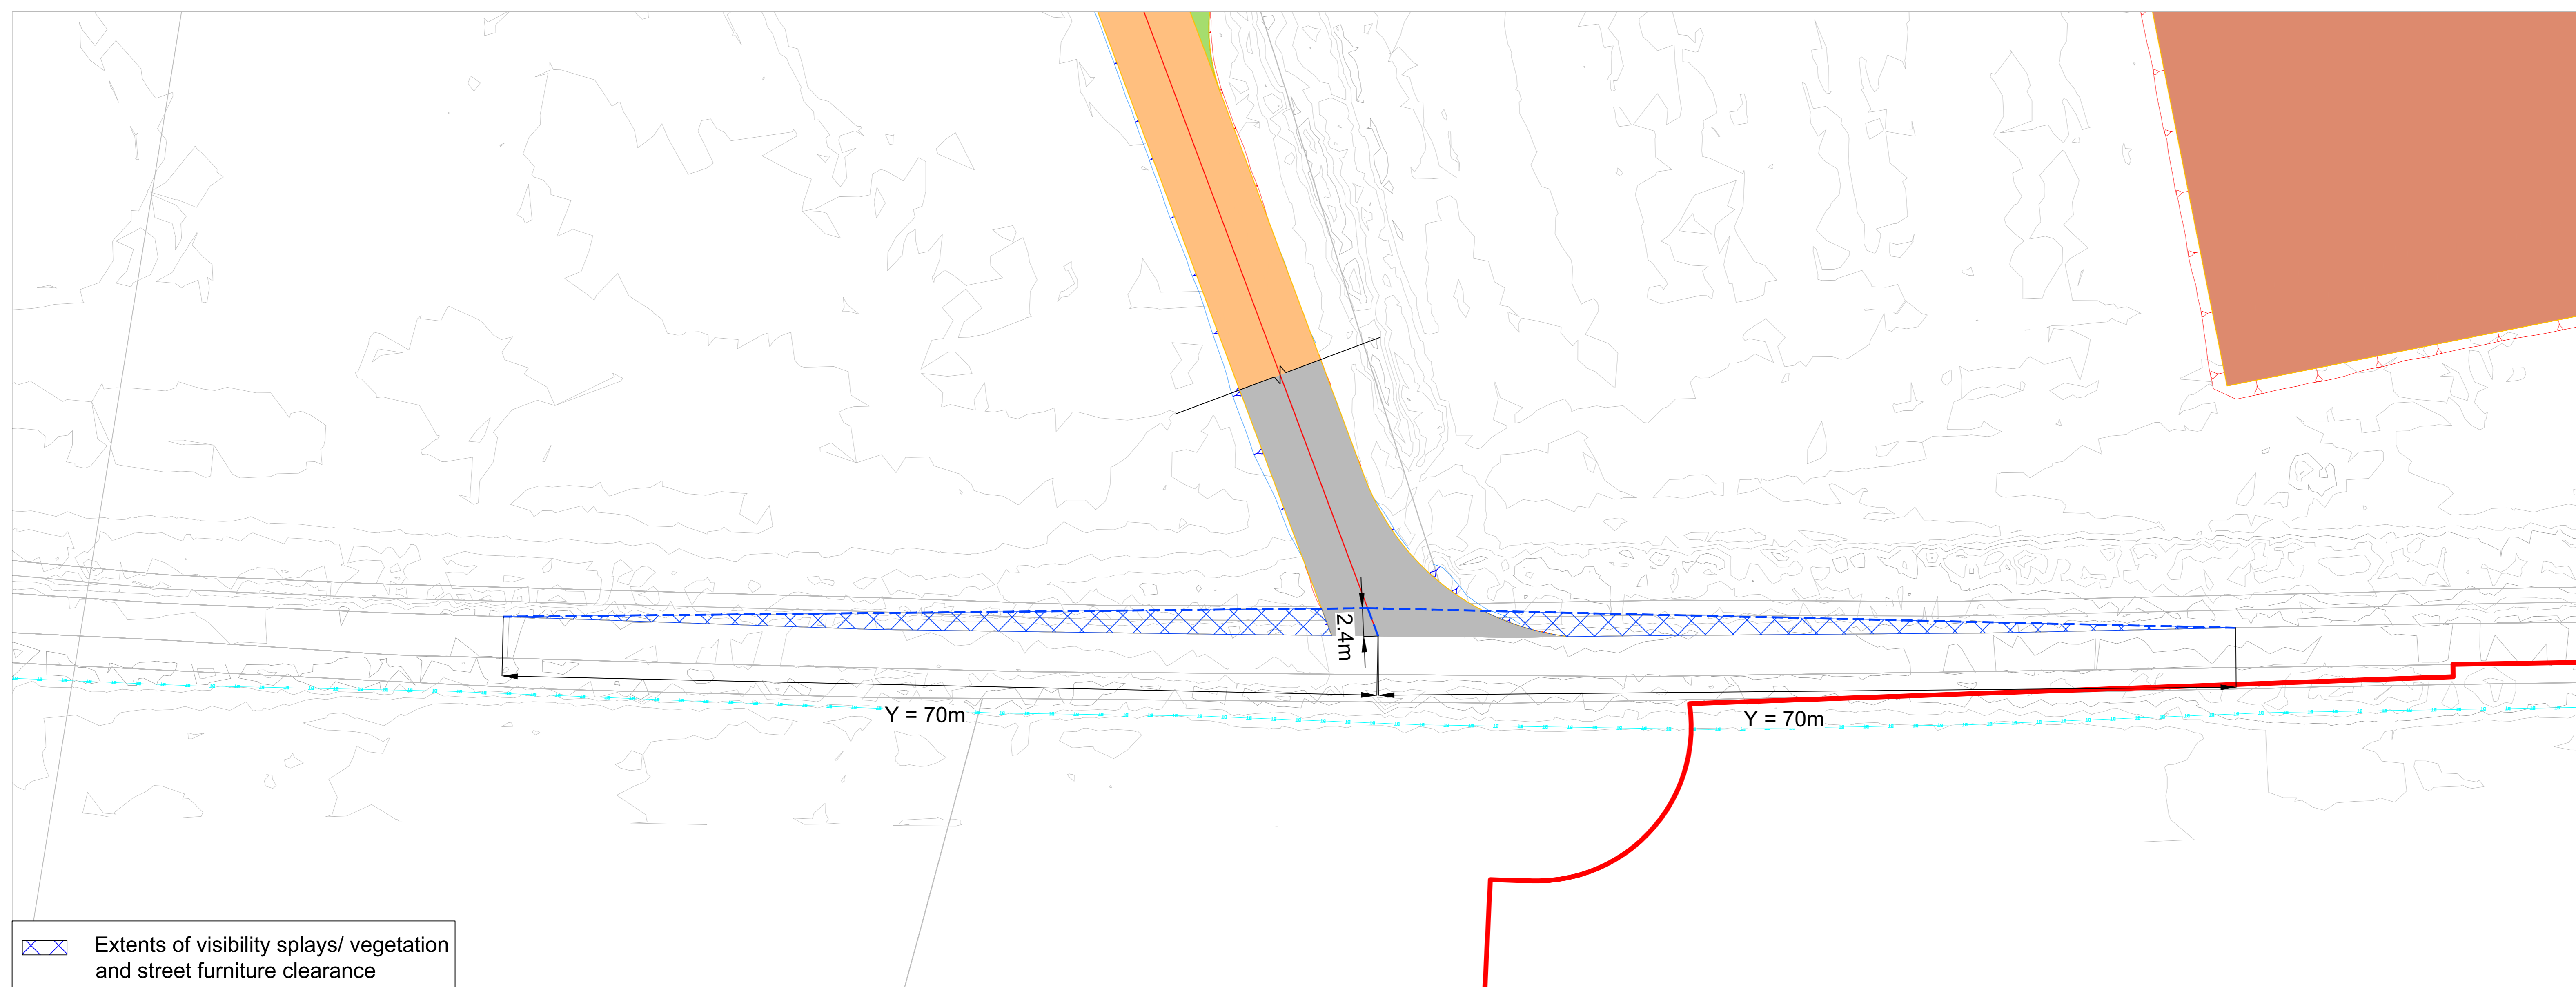 2.4m
Y = 70m
Y = 70m
Extents of visibility splays/ vegetation
and street furniture clearance